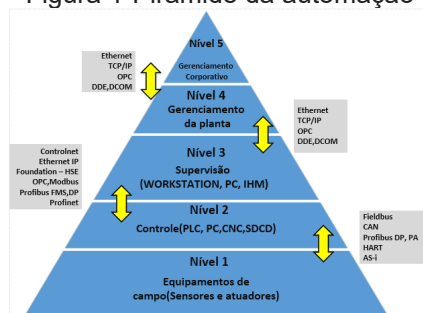 Figura 1 Pirâmide da automação
Nível 5
Gerenciamento
Corporativo
Ethernet
TCP/IP
OPC
DDE,DCOM
Nível 4
Gerenciamento
da planta
Ethernet
TCP/IP
OPC
DDE,DCOM
Nível 3
Supervisão
(WORKSTATION, PC, IHM)
Controlnet
Ethernet IP
Foundation – HSE
OPC,Modbus
Profibus FMS,DP
Profinet
Nível 2
Controle(PLC, PC,CNC,SDCD)
Fieldbus
CAN
Profibus DP, PA
HART
AS-i
Nível 1
Equipamentos de
campo(Sensores e atuadores)